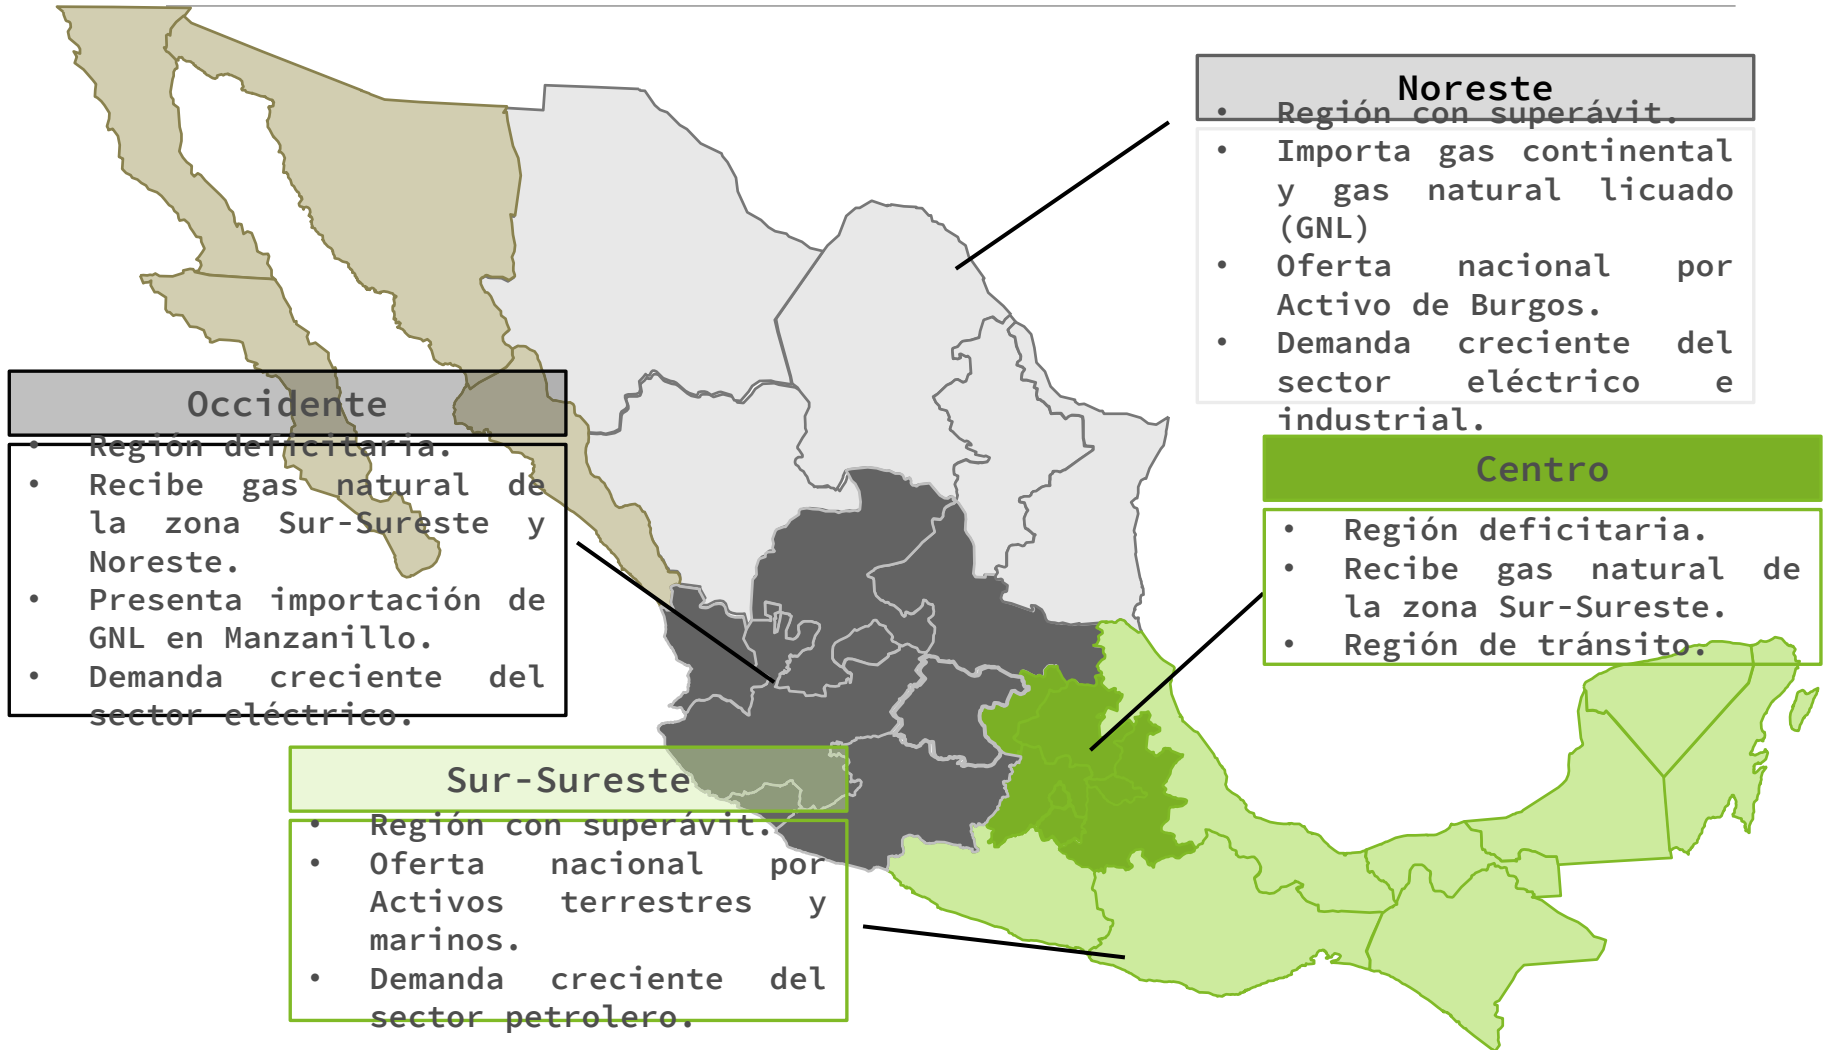 Noreste
• Región con superávit.
• Importa gas continental
y gas natural licuado
(GNL)
• Oferta nacional por
Activo de Burgos.
• Demanda creciente del
sector eléctrico e
industrial.
Occidente
• Región deficitaria.
• Recibe gas natural de
la zona Sur-Sureste y
Noreste.
• Presenta importación de
GNL en Manzanillo.
• Demanda creciente del
sector eléctrico.
Centro
• Región deficitaria.
• Recibe gas natural de
la zona Sur-Sureste.
• Región de tránsito.
Sur-Sureste
• Región con superávit.
• Oferta nacional por
Activos terrestres y
marinos.
• Demanda creciente del
sector petrolero.